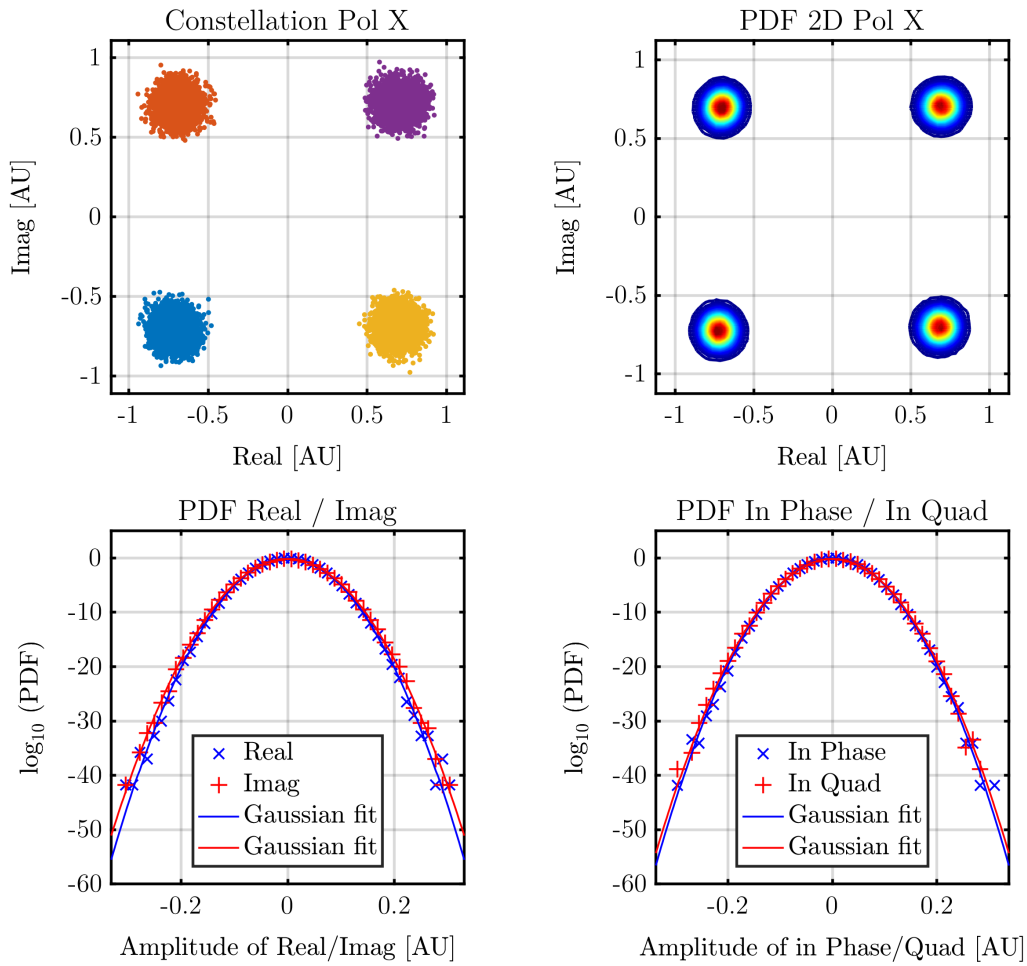 Constellation Pol X
1
0.5
0
-0.5
-1
Imag [AU]
-1 -0.5 0 0.5 1
Real [AU]
PDF 2D Pol X
1
0.5
0
-0.5
-1
Imag [AU]
-1 -0.5 0 0.5 1
Real [AU]
PDF Real / Imag
0
-10
-20
-30
-40
-50
-60
log10 (PDF)
Real
Imag
Gaussian fit
Gaussian fit
-0.2 0 0.2
Amplitude of Real/Imag [AU]
PDF In Phase / In Quad
0
-10
-20
-30
-40
-50
-60
log10 (PDF)
In Phase
In Quad
Gaussian fit
Gaussian fit
-0.2 0 0.2
Amplitude of in Phase/Quad [AU]